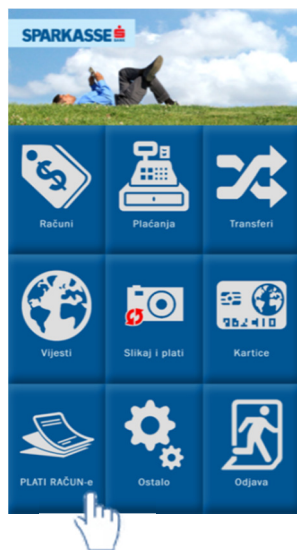 SPARKASSE
Računi
Plaćanja
Transferi
Vijesti
Slikaj i plati
Kartice
PLATI RAČUN-e
Ostalo
Odjava